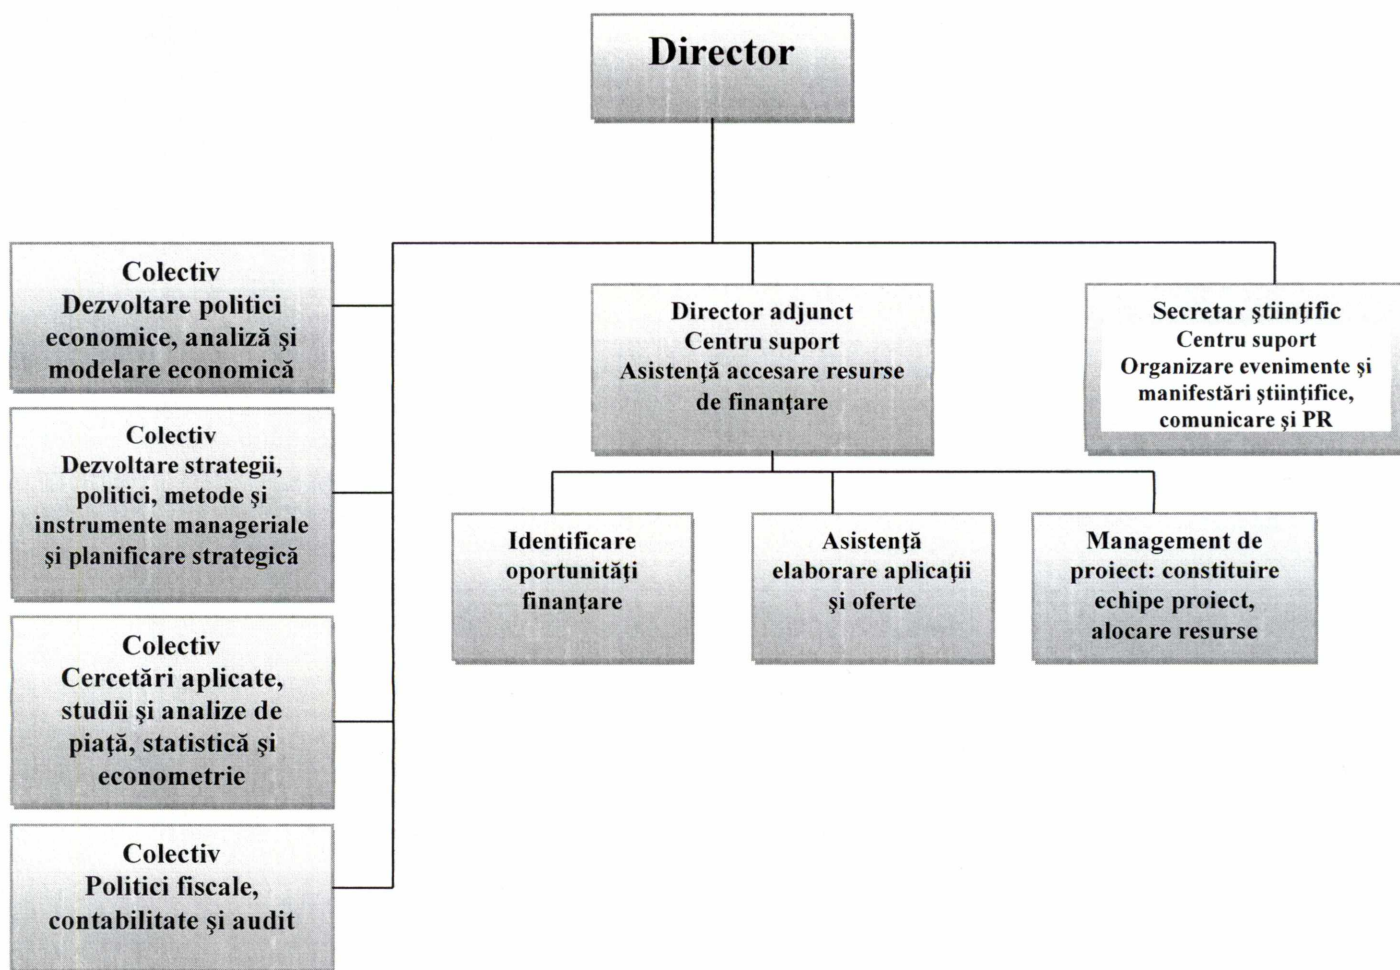 Director
Colectiv
Dezvoltare politici
economice, analiză şi
modelare economică
Colectiv
Dezvoltare strategii,
politici, metode şi
instrumente manageriale
şi planificare strategică
Colectiv
Cercetări aplicate,
studii şi analize de
piaţă, statistică şi
econometrie
Colectiv
Politici fiscale,
contabilitate şi audit
Director adjunct
Centru suport
Asistenţă accesare resurse
de finanţare
Identificare
oportunităţi
finanţare
Asistenţă
elaborare aplicaţii
şi oferte
Management de
proiect: constituire
echipe proiect,
alocare resurse
Secretar ştiinţific
Centru suport
Organizare evenimente şi
manifestări ştiinţifice,
comunicare şi PR